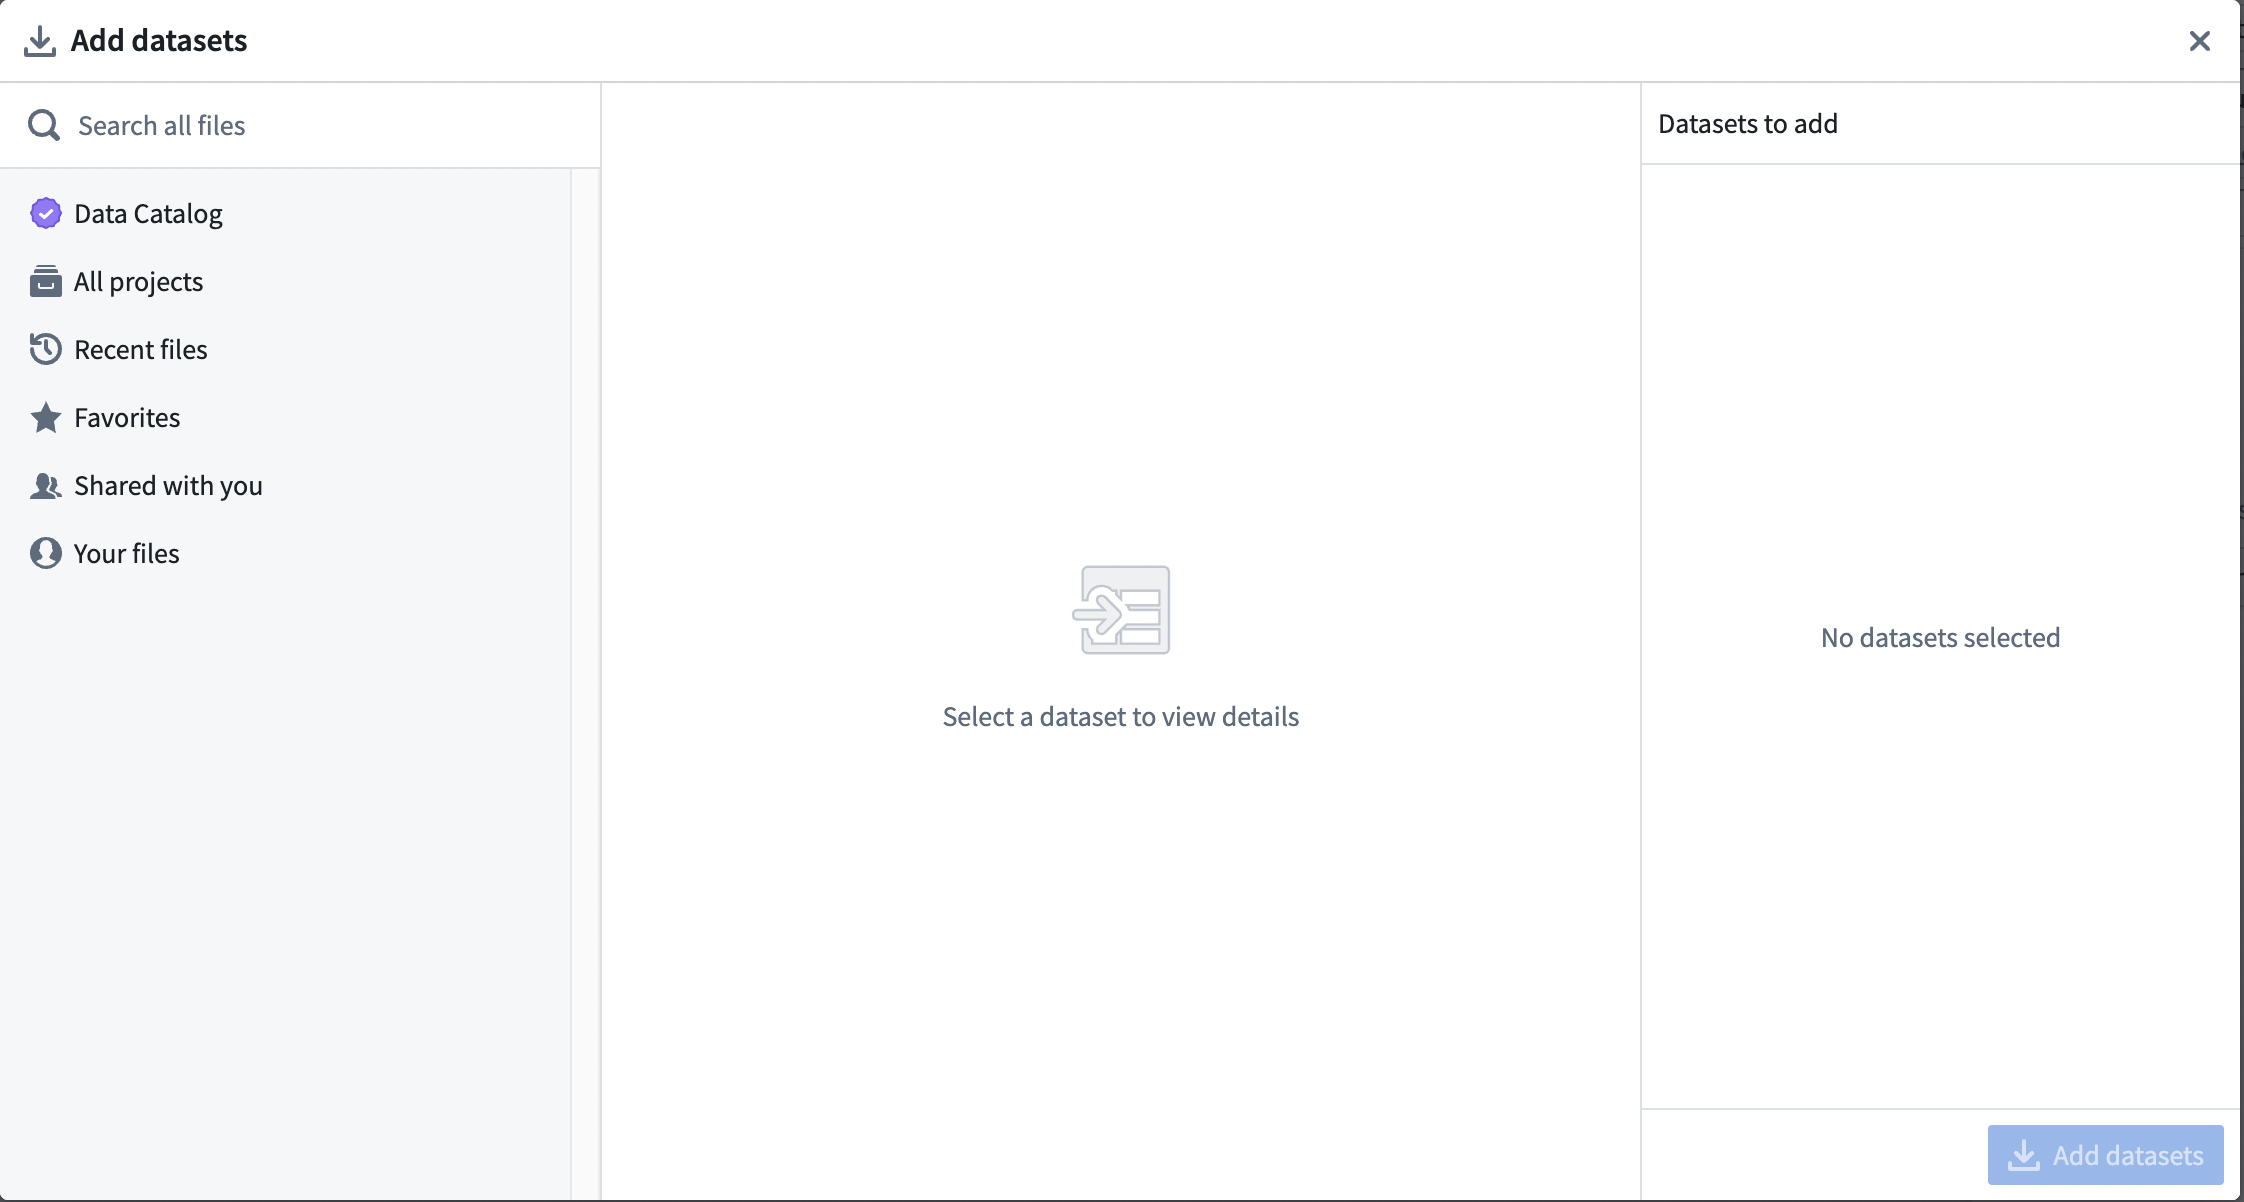 Add datasets
Search all files
Data Catalog
All projects
Recent files
Favorites
Shared with you
Your files
Select a dataset to view details
Datasets to add
No datasets selected
Add datasets